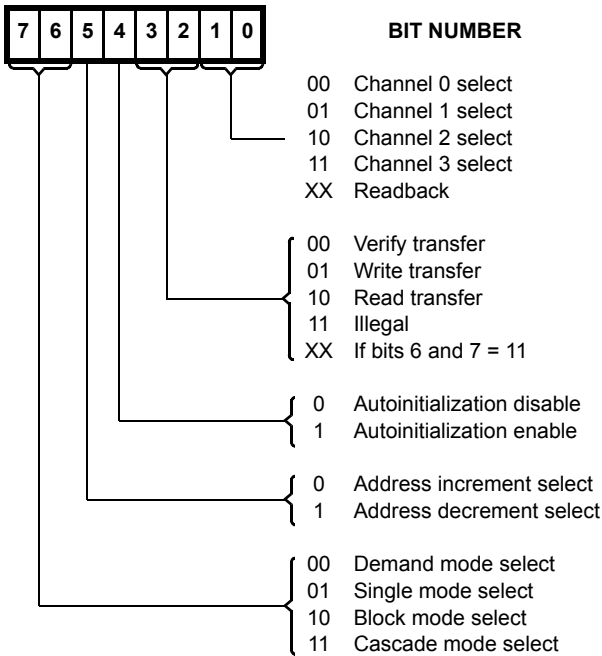 7 6 5 4 3 2 1 0 BIT NUMBER
00 Channel 0 select
01 Channel 1 select
10 Channel 2 select
11 Channel 3 select
XX Readback
00 Verify transfer
01 Write transfer
10 Read transfer
11 Illegal
XX If bits 6 and 7 = 11
0 Autoinitialization disable
1 Autoinitialization enable
0 Address increment select
1 Address decrement select
00 Demand mode select
01 Single mode select
10 Block mode select
11 Cascade mode select